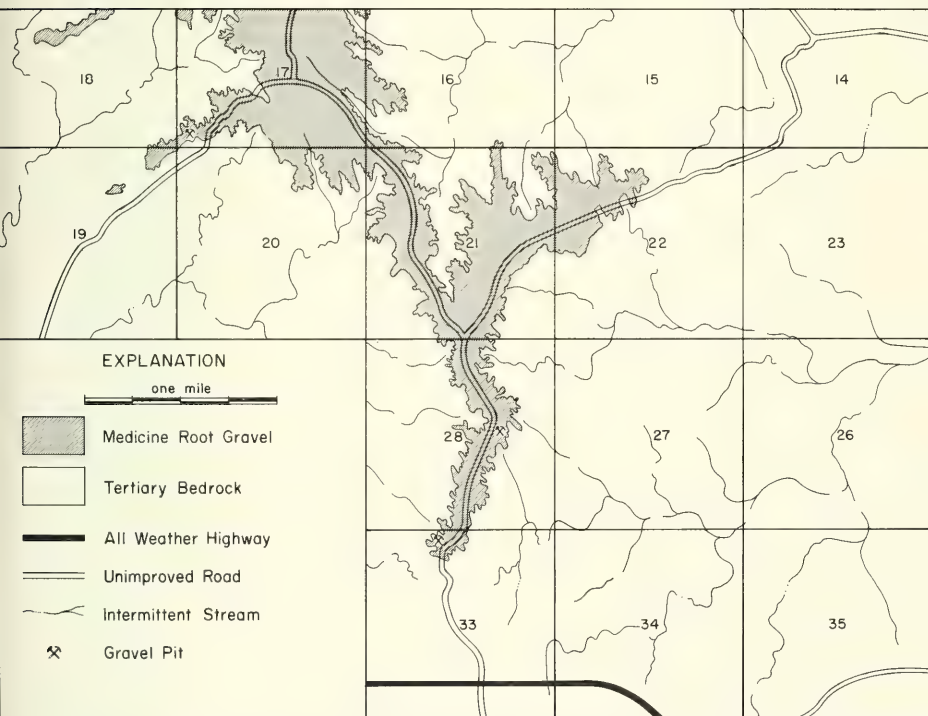 18
17
16
15
14
19
20
21
22
23
EXPLANATION
one mile
Medicine Root Gravel
Tertiary Bedrock
All Weather Highway
Unimproved Road
Intermittent Stream
Gravel Pit
28
27
26
33
34
35